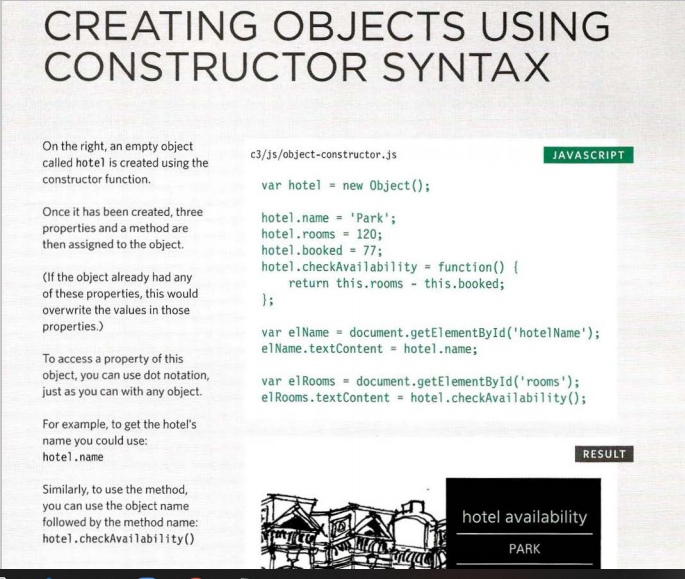 CREATING OBJECTS USING
CONSTRUCTOR SYNTAX
On the right, an empty object
called hotel is created using the
constructor function.
Once it has been created, three
properties and a method are
then assigned to the object.
(If the object already had any
of these properties, this would
overwrite the values in those
properties.)
To access a property of this
object, you can use dot notation,
just as you can with any object.
For example, to get the hotel's
name you could use:
hotel.name
Similarly, to use the method,
you can use the object name
followed by the method name:
hotel.checkAvailability()
c3/js/object-constructor.js
JAVASCRIPT
var hotel = new Object();
hotel.name = 'Park';
hotel.rooms = 120;
hotel.booked = 77;
hotel.checkAvailability = function() {
    return this.rooms - this.booked;
};
var elName = document.getElementById('hotelName');
elName.textContent = hotel.name;
var elRooms = document.getElementById('rooms');
elRooms.textContent = hotel.checkAvailability();
RESULT
hotel availability
PARK